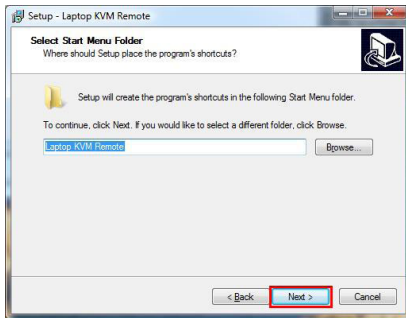 Setup - Laptop KVM Remote
Select Start Menu Folder
Where should Setup place the program's shortcuts?
Setup will create the program's shortcuts in the following Start Menu folder.
To continue, click Next. If you would like to select a different folder, click Browse.
Laptop KVM Remote
Browse...
< Back
Next >
Cancel